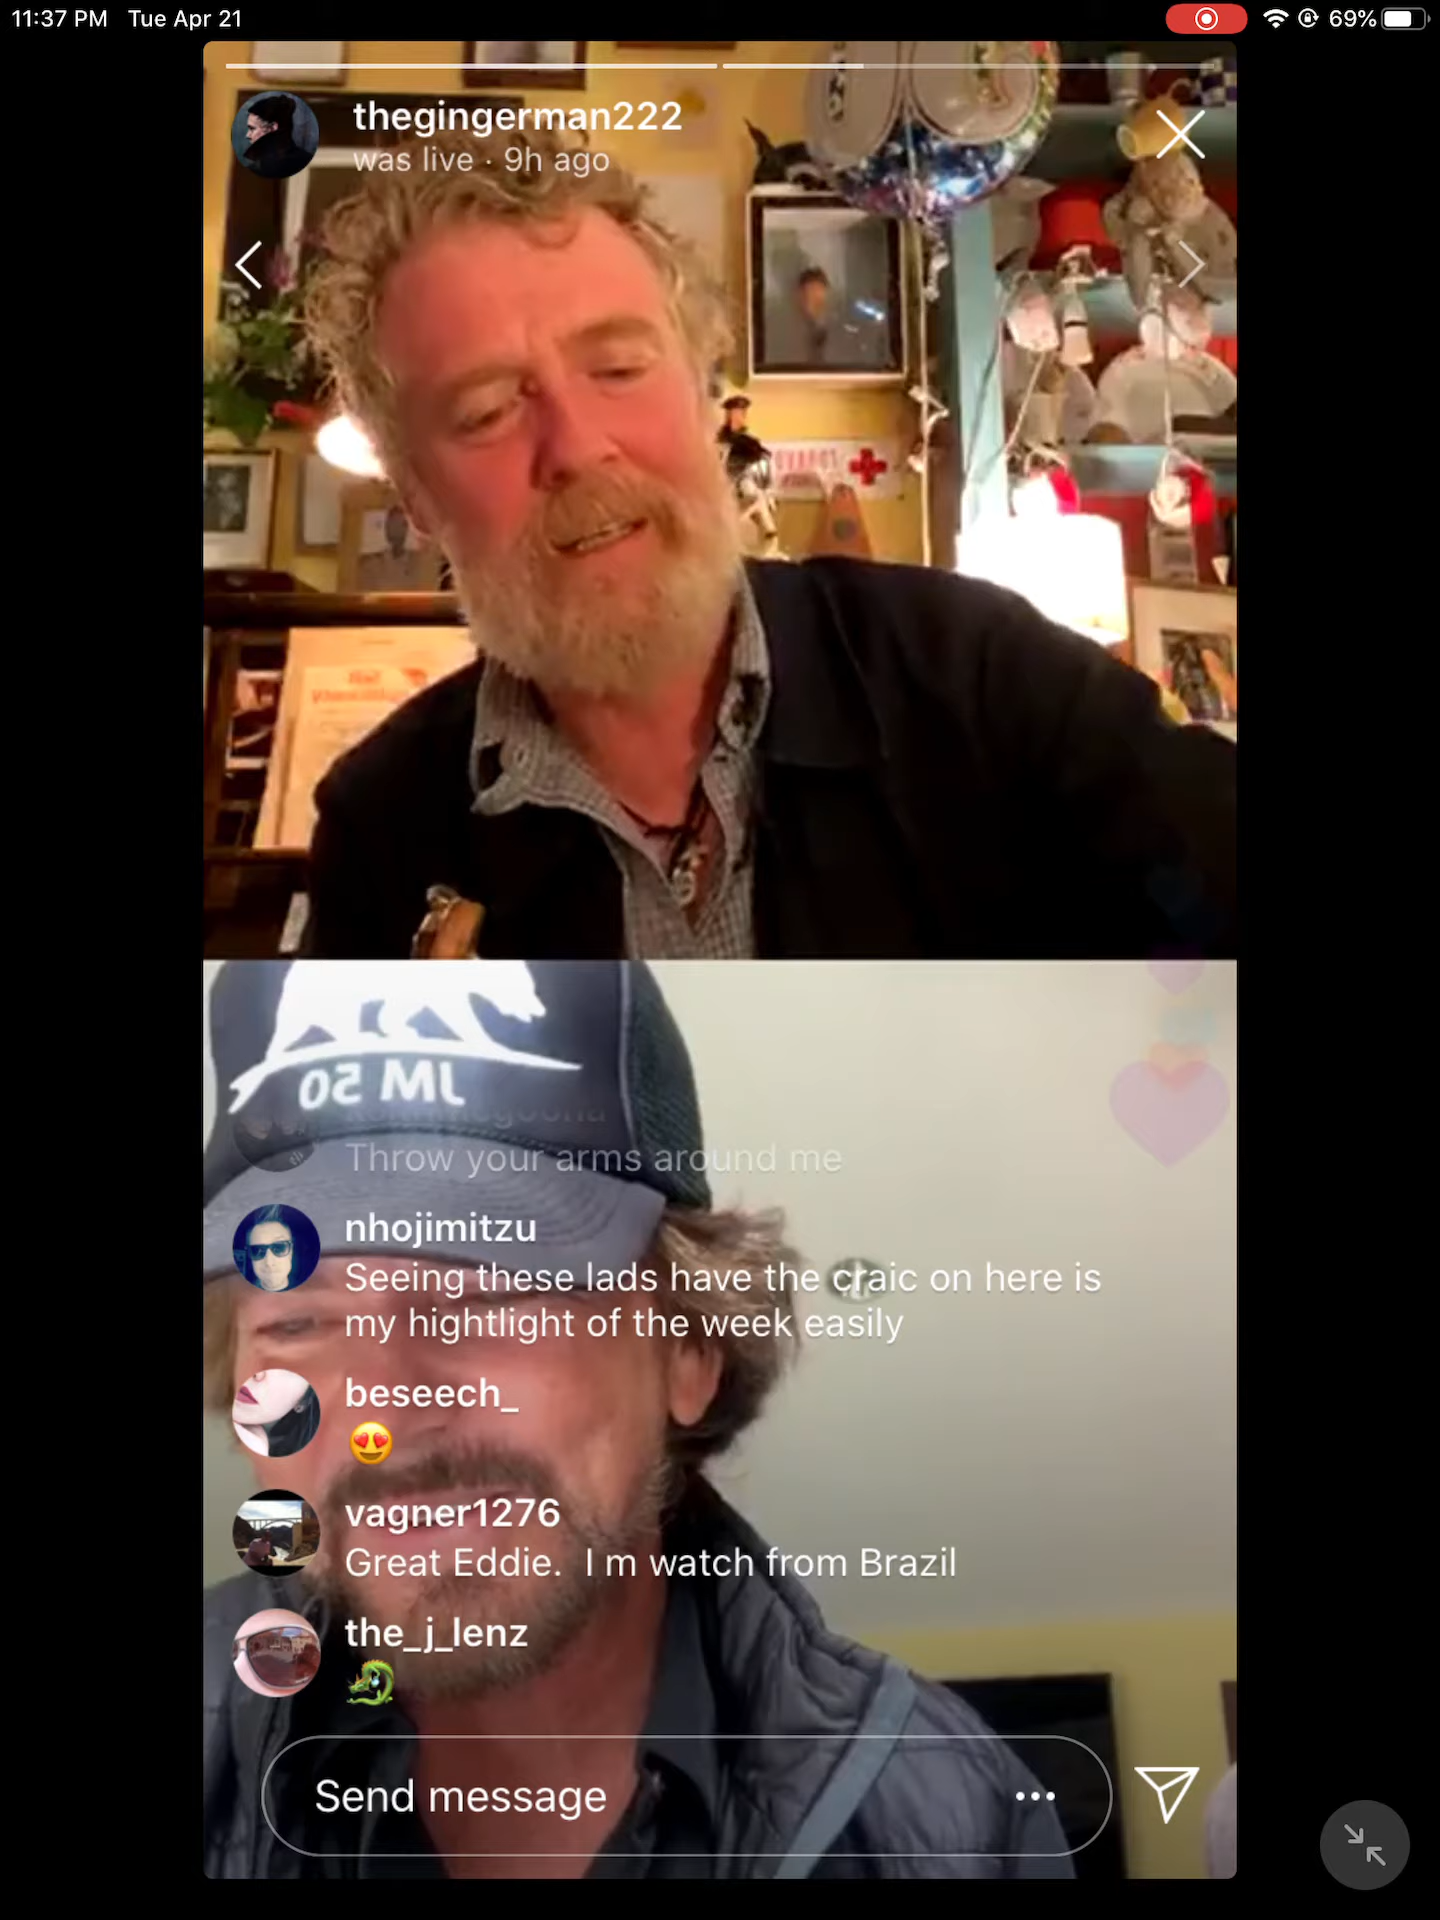 11:37 PM Tue Apr 21
69%
thegingerman222
was live · 9h ago
JM 50
Throw your arms around me
nhojimitzu
Seeing these lads have the craic on here is
my hightlight of the week easily
beseech_
😍
vagner1276
Great Eddie.  I m watch from Brazil
the_j_lenz
🐉
Send message